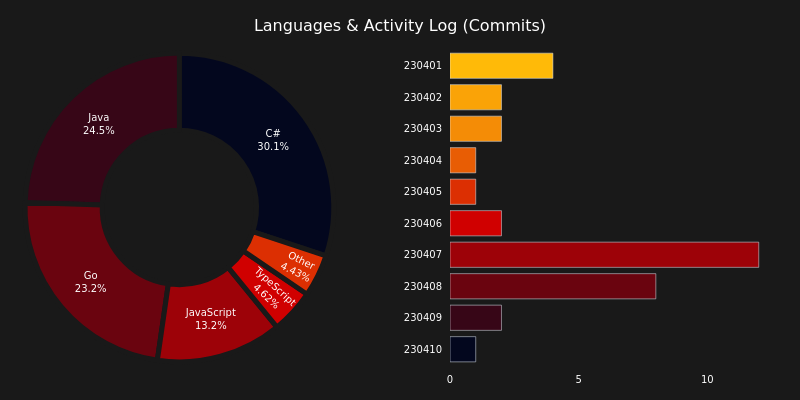 Languages & Activity Log (Commits)
Java
24.5%
C#
30.1%
Go
23.2%
JavaScript
13.2%
TypeScript
4.62%
Other
4.43%
230401
230402
230403
230404
230405
230406
230407
230408
230409
230410
0 5 10